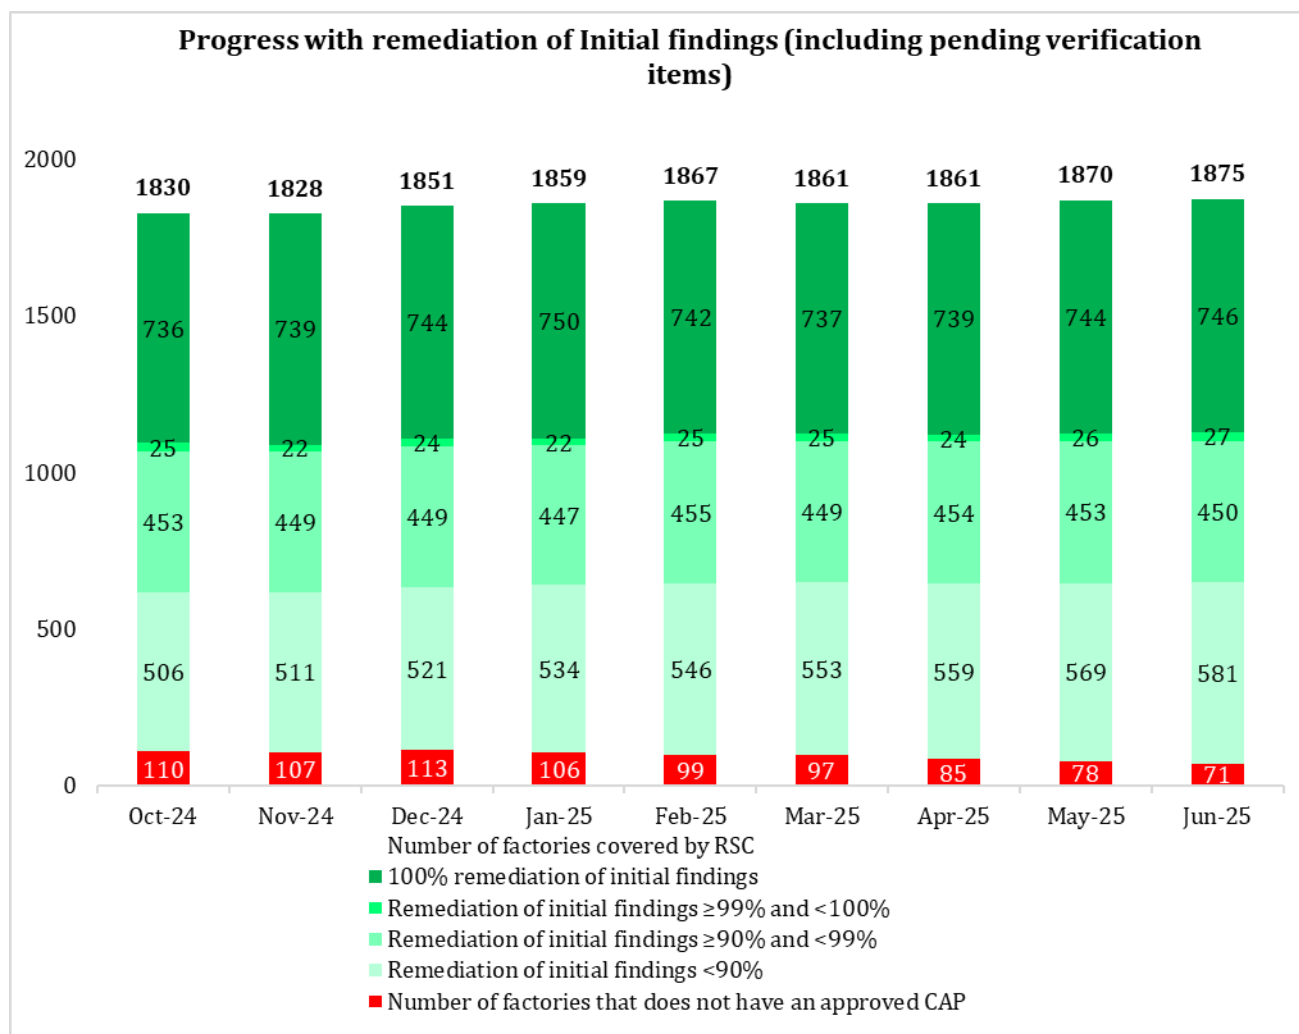 Progress with remediation of Initial findings (including pending verification
items)
2000
1830 1828 1851 1859 1867 1861 1861 1870 1875
1500
736 739 744 750 742 737 739 744 746
25 22 24 22 25 25 24 26 27
1000
453 449 449 447 455 449 454 453 450
500
506 511 521 534 546 553 559 569 581
110 107 113 106 99 97 85 78 71
0
Oct-24 Nov-24 Dec-24 Jan-25 Feb-25 Mar-25 Apr-25 May-25 Jun-25
Number of factories covered by RSC
100% remediation of initial findings
Remediation of initial findings ≥99% and <100%
Remediation of initial findings ≥90% and <99%
Remediation of initial findings <90%
Number of factories that does not have an approved CAP